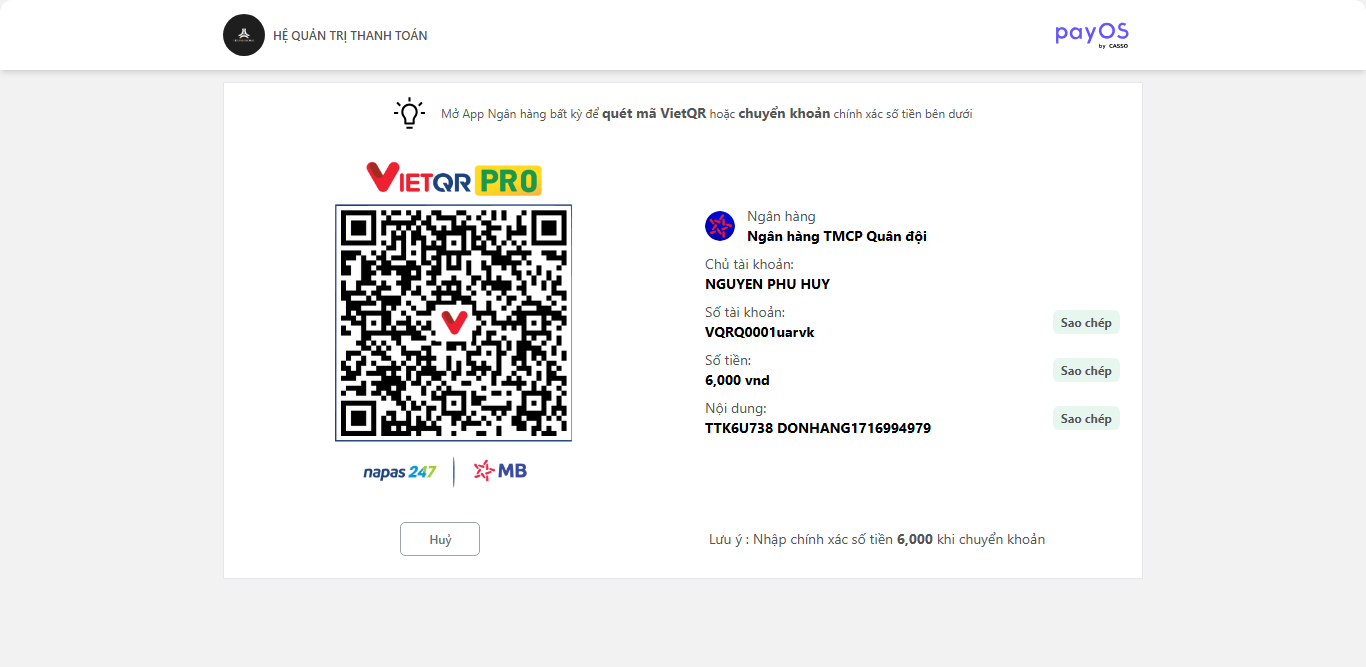 HỆ QUẢN TRỊ THANH TOÁN
payOS
by CASSO
Mở App Ngân hàng bất kỳ để quét mã VietQR hoặc chuyển khoản chính xác số tiền bên dưới
VIETQR PRO
Ngân hàng
Ngân hàng TMCP Quân đội
Chủ tài khoản:
NGUYEN PHU HUY
Số tài khoản:
VQRQ0001uarvk
Sao chép
Số tiền:
6,000 vnd
Sao chép
Nội dung:
TTK6U738 DONHANG1716994979
Sao chép
napas 247 | MB
Huỷ
Lưu ý : Nhập chính xác số tiền 6,000 khi chuyển khoản